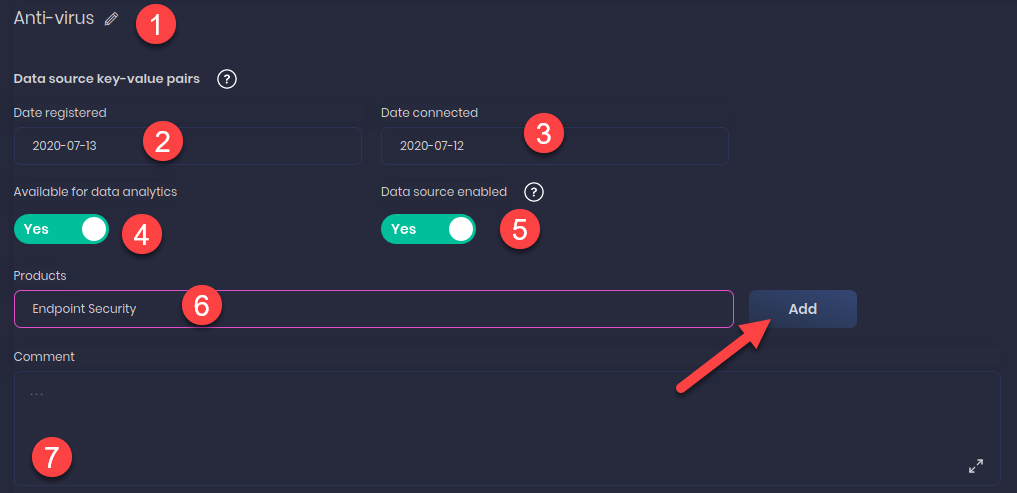 Anti-virus 1
Data source key-value pairs ?
Date registered Date connected
2020-07-13 2 2020-07-12 3
Available for data analytics Data source enabled ?
Yes 4 Yes 5
Products
Endpoint Security 6 Add
Comment
...
7